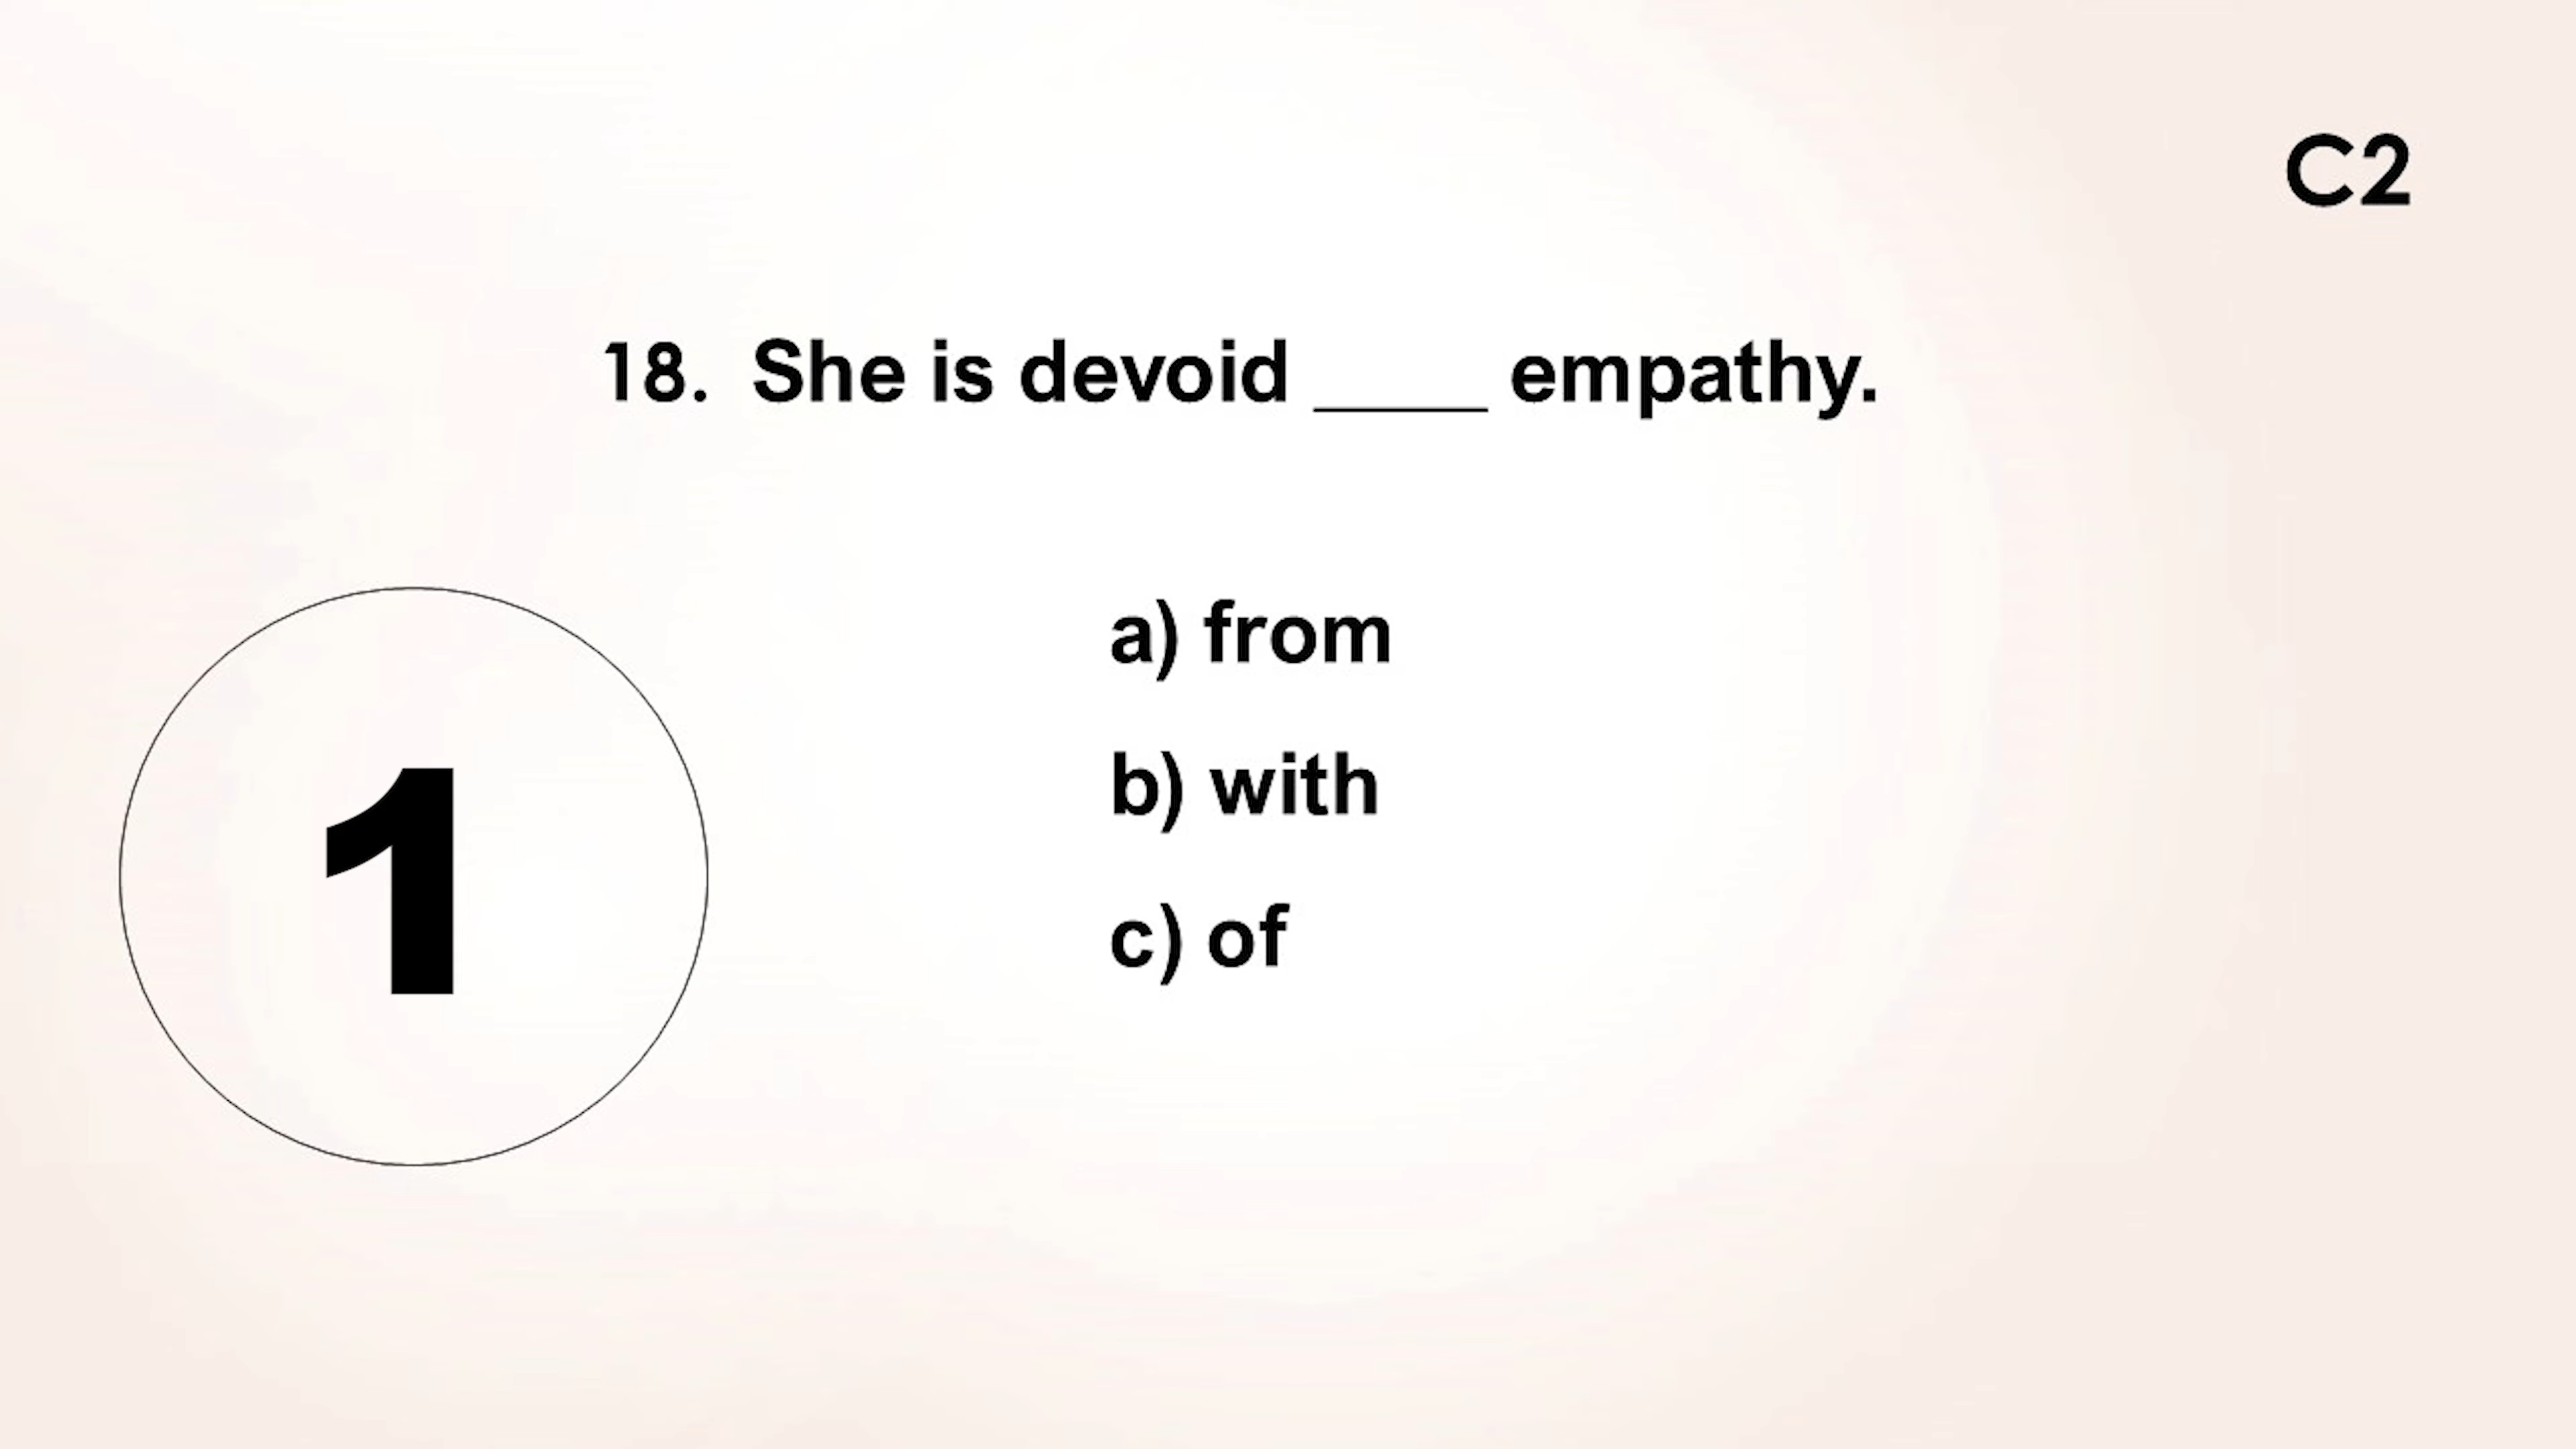 C2
18. She is devoid ____ empathy.
a) from
b) with
c) of
1